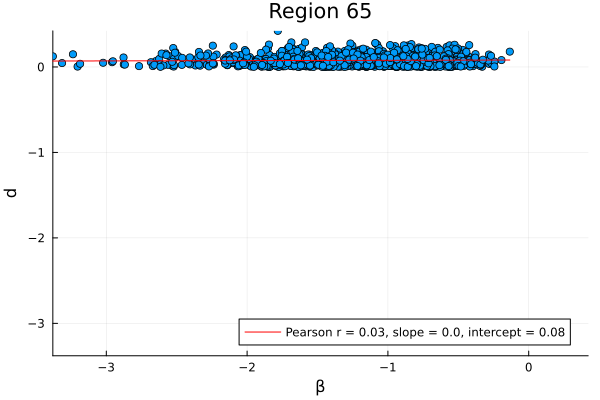 Region 65
0
−1
−2
−3
d
Pearson r = 0.03, slope = 0.0, intercept = 0.08
−3
−2
−1
0
β